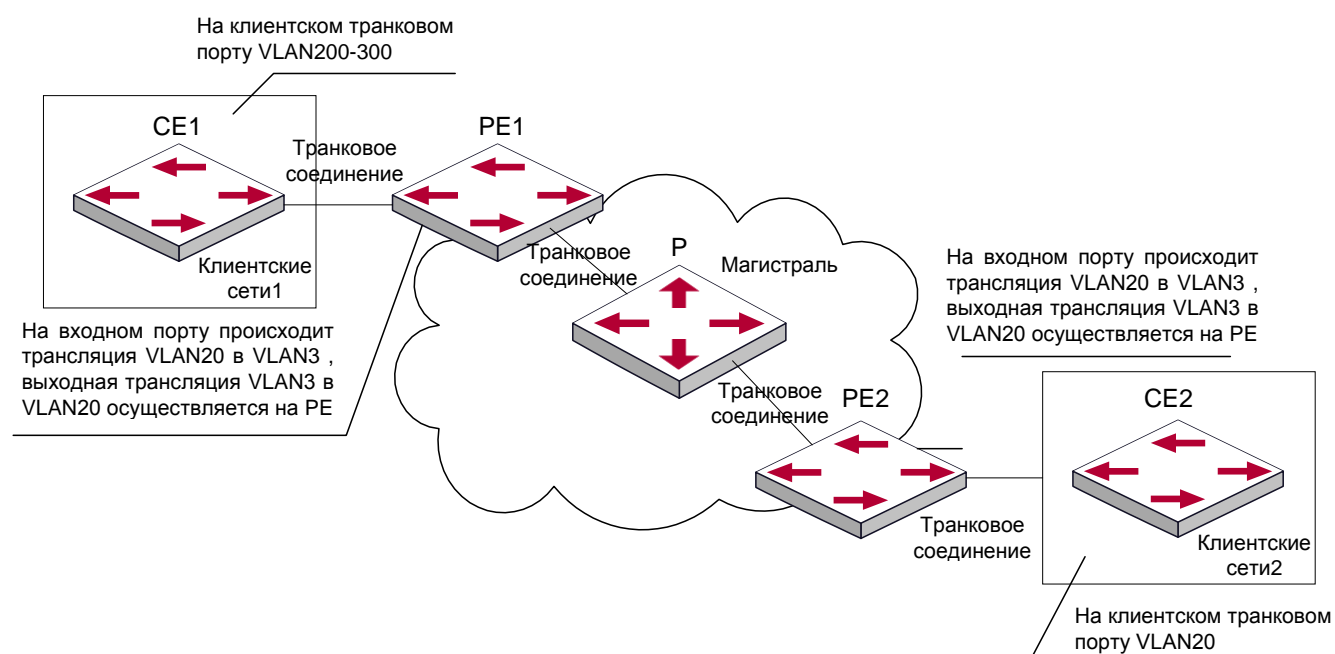 На клиентском транковом
порту VLAN200-300
CE1
Транковое
соединение
PE1
Клиентские
сети1
На входном порту происходит
трансляция VLAN20 в VLAN3 ,
выходная трансляция VLAN3 в
VLAN20 осуществляется на PE
Транковое
соединение
P
Магистраль
На входном порту происходит
трансляция VLAN20 в VLAN3 ,
выходная трансляция VLAN3 в
VLAN20 осуществляется на PE
Транковое
соединение
PE2
CE2
Транковое
соединение
Клиентские
сети2
На клиентском транковом
порту VLAN20